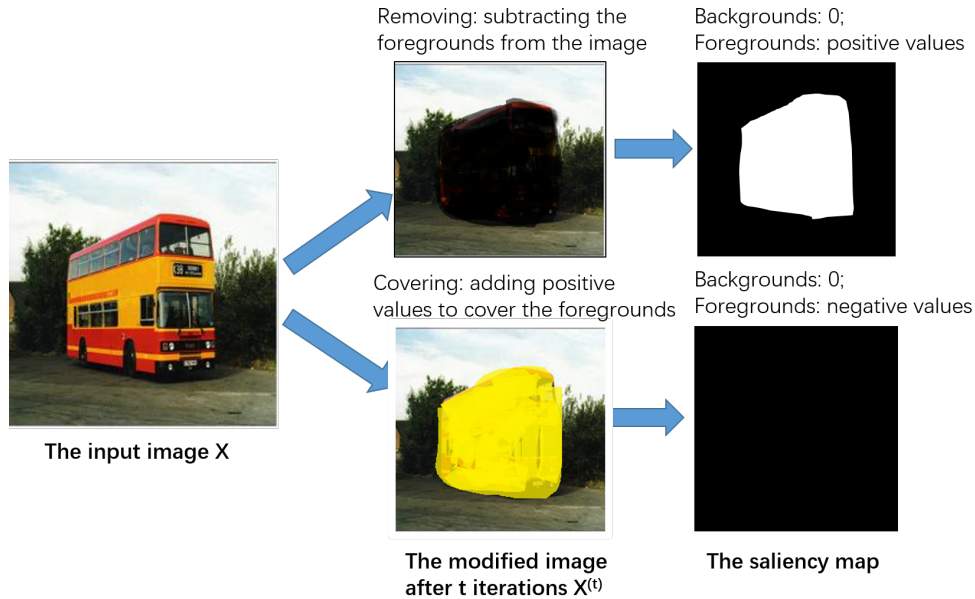 Removing: subtracting the
foregrounds from the image
Backgrounds: 0;
Foregrounds: positive values
Covering: adding positive
values to cover the foregrounds
Backgrounds: 0;
Foregrounds: negative values
The input image X
The modified image
after t iterations X⁽ᵗ⁾
The saliency map